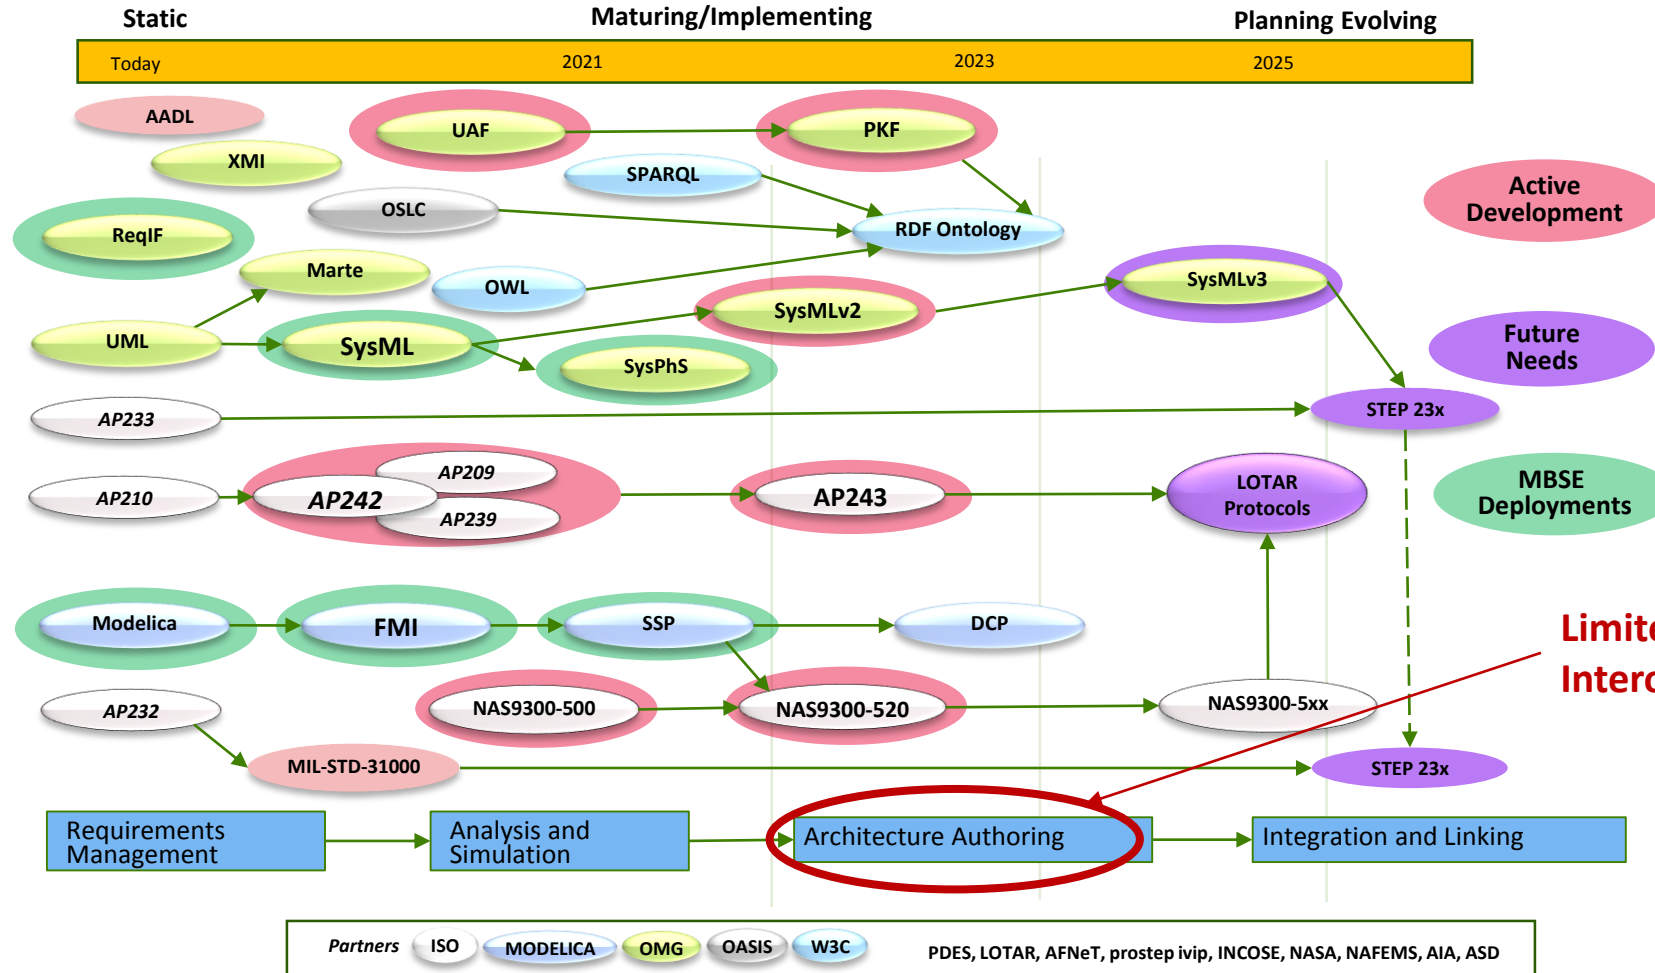 Static
Maturing/Implementing
Planning Evolving
Today
2021
2023
2025
AADL
UAF
PKF
XMI
SPARQL
OSLC
RDF Ontology
ReqIF
Marte
OWL
SysMLv2
SysMLv3
UML
SysML
SysPhS
AP233
STEP 23x
AP209
AP210
AP242
AP239
AP243
LOTAR
Protocols
Modelica
FMI
SSP
DCP
AP232
NAS9300-500
NAS9300-520
NAS9300-5xx
MIL-STD-31000
STEP 23x
Active
Development
Future
Needs
MBSE
Deployments
Limite
Interc
Requirements
Management
Analysis and
Simulation
Architecture Authoring
Integration and Linking
Partners ISO MODELICA OMG OASIS W3C PDES, LOTAR, AFNeT, prostep ivip, INCOSE, NASA, NAFEMS, AIA, ASD